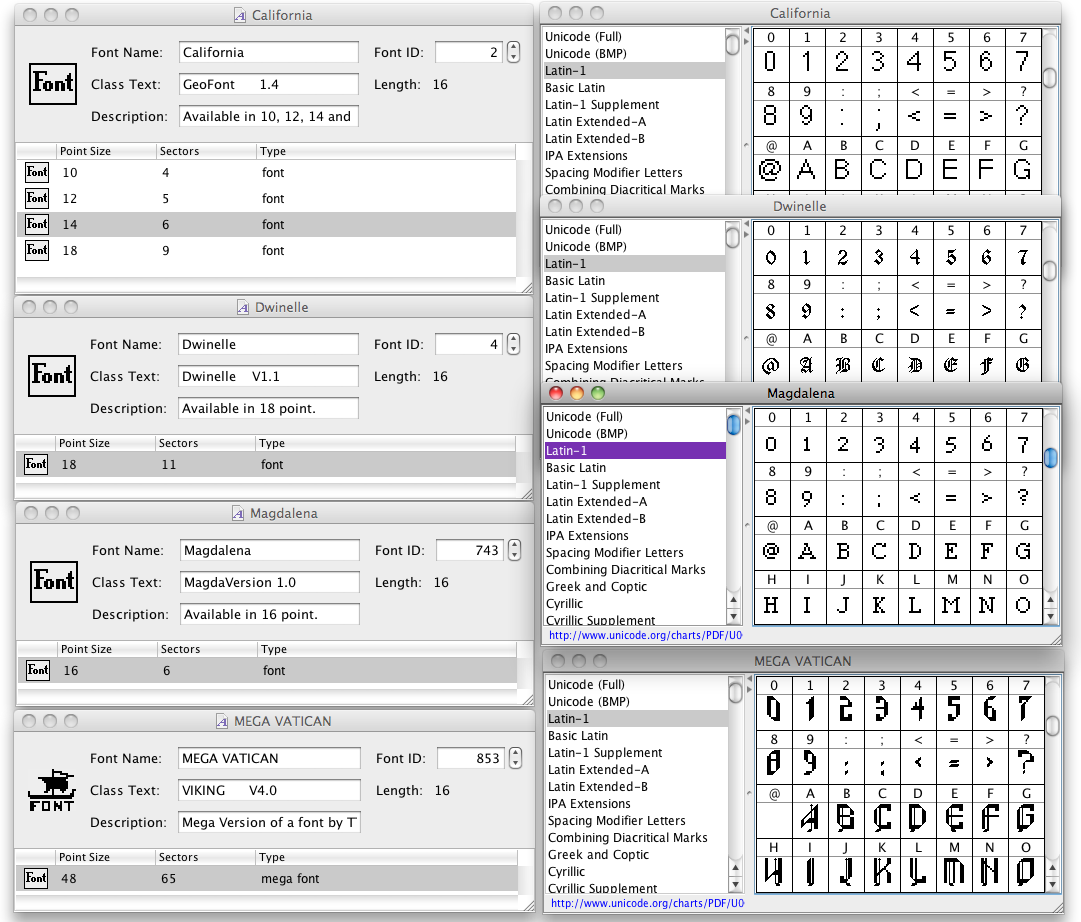 California
Font Name: California Font ID: 2
Font
Class Text: GeoFont 1.4 Length: 16
Description: Available in 10, 12, 14 and
Point Size Sectors Type
Font 10 4 font
Font 12 5 font
Font 14 6 font
Font 18 9 font
Dwinelle
Font Name: Dwinelle Font ID: 4
Font
Class Text: Dwinelle V1.1 Length: 16
Description: Available in 18 point.
Point Size Sectors Type
Font 18 11 font
Magdalena
Font Name: Magdalena Font ID: 743
Font
Class Text: MagdaVersion 1.0 Length: 16
Description: Available in 16 point.
Point Size Sectors Type
Font 16 6 font
MEGA VATICAN
Font Name: MEGA VATICAN Font ID: 853
FONT
Class Text: VIKING V4.0 Length: 16
Description: Mega Version of a font by T
Point Size Sectors Type
Font 48 65 mega font
California
Unicode (Full)
Unicode (BMP)
Latin-1
Basic Latin
Latin-1 Supplement
Latin Extended-A
Latin Extended-B
IPA Extensions
Spacing Modifier Letters
Combining Diacritical Marks
0 1 2 3 4 5 6 7
0 1 2 3 4 5 6 7
8 9 : ; < = > ?
8 9 : ; < = > ?
@ A B C D E F G
@ A B C D E F G
Dwinelle
Unicode (Full)
Unicode (BMP)
Latin-1
Basic Latin
Latin-1 Supplement
Latin Extended-A
Latin Extended-B
IPA Extensions
Spacing Modifier Letters
Combining Diacritical Marks
0 1 2 3 4 5 6 7
0 1 2 3 4 5 6 7
8 9 : ; < = > ?
8 9 : ; < = > ?
@ A B C D E F G
@ A B C D E F G
Magdalena
Unicode (Full)
Unicode (BMP)
Latin-1
Basic Latin
Latin-1 Supplement
Latin Extended-A
Latin Extended-B
IPA Extensions
Spacing Modifier Letters
Combining Diacritical Marks
Greek and Coptic
Cyrillic
Cyrillic Supplement
http://www.unicode.org/charts/PDF/U0
0 1 2 3 4 5 6 7
0 1 2 3 4 5 6 7
8 9 : ; < = > ?
8 9 : ; < = > ?
@ A B C D E F G
@ A B C D E F G
H I J K L M N O
H I J K L M N O
MEGA VATICAN
Unicode (Full)
Unicode (BMP)
Latin-1
Basic Latin
Latin-1 Supplement
Latin Extended-A
Latin Extended-B
IPA Extensions
Spacing Modifier Letters
Combining Diacritical Marks
Greek and Coptic
Cyrillic
Cyrillic Supplement
http://www.unicode.org/charts/PDF/U0
0 1 2 3 4 5 6 7
0 1 2 3 4 5 6 7
8 9 : ; < = > ?
8 9 : ; < = > ?
@ A B C D E F G
A B C D E F G
H I J K L M N O
H I J K L M N O